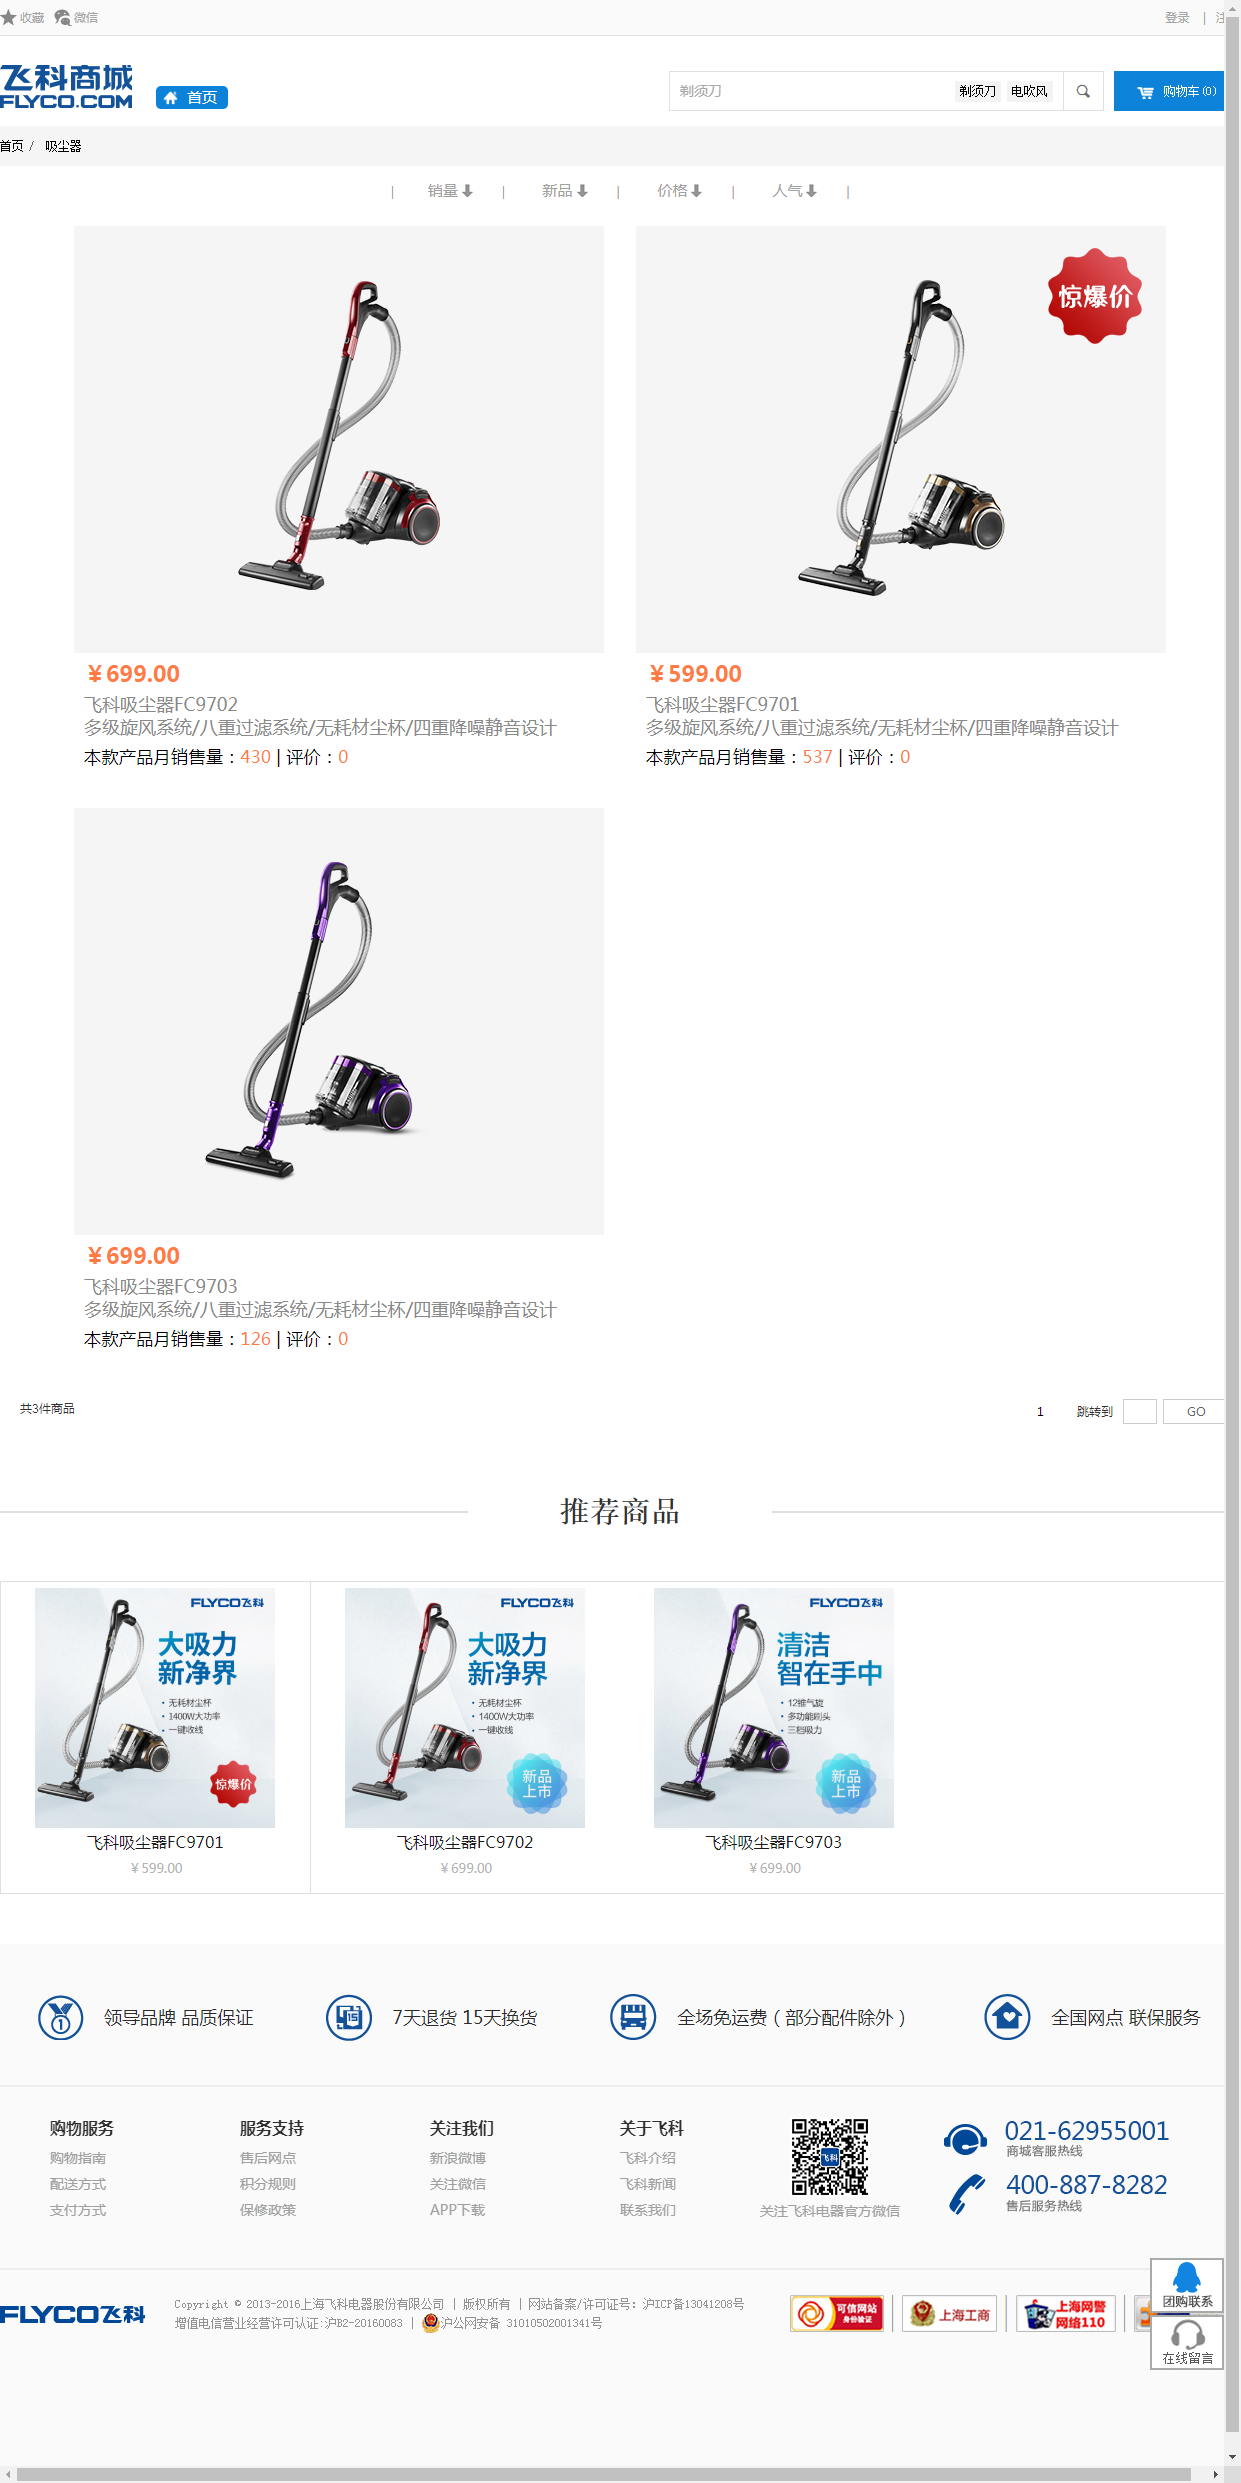 收藏 微信 登录 | 注
飞科商城
FLYCO.COM
首页
剃须刀 剃须刀 电吹风
购物车(0)
首页 / 吸尘器
| 销量 | 新品 | 价格 | 人气 |
惊爆价
¥699.00
飞科吸尘器FC9702
多级旋风系统/八重过滤系统/无耗材尘杯/四重降噪静音设计
本款产品月销售量：430 | 评价：0
¥599.00
飞科吸尘器FC9701
多级旋风系统/八重过滤系统/无耗材尘杯/四重降噪静音设计
本款产品月销售量：537 | 评价：0
¥699.00
飞科吸尘器FC9703
多级旋风系统/八重过滤系统/无耗材尘杯/四重降噪静音设计
本款产品月销售量：126 | 评价：0
共3件商品
1 跳转到 GO
推荐商品
FLYCO飞科
大吸力
新净界
·无耗材尘杯
·1400W大功率
·一键收线
惊爆价
飞科吸尘器FC9701
¥599.00
FLYCO飞科
大吸力
新净界
·无耗材尘杯
·1400W大功率
·一键收线
新品
上市
飞科吸尘器FC9702
¥699.00
FLYCO飞科
清洁
智在手中
·12锥气旋
·多功能刷头
·三档吸力
新品
上市
飞科吸尘器FC9703
¥699.00
1 领导品牌 品质保证
15 7天退货 15天换货
全场免运费（部分配件除外）
全国网点 联保服务
购物服务
购物指南
配送方式
支付方式
服务支持
售后网点
积分规则
保修政策
关注我们
新浪微博
关注微信
APP下载
关于飞科
飞科介绍
飞科新闻
联系我们
飞科
关注飞科电器官方微信
021-62955001
商城客服热线
400-887-8282
售后服务热线
FLYCO飞科
Copyright © 2013-2016上海飞科电器股份有限公司 | 版权所有 | 网站备案/许可证号：沪ICP备13041208号
增值电信营业经营许可认证:沪B2-20160083 | 沪公网安备 31010502001341号
可信网站
身份验证
上海工商
上海网警
网络110
团购联系
在线留言